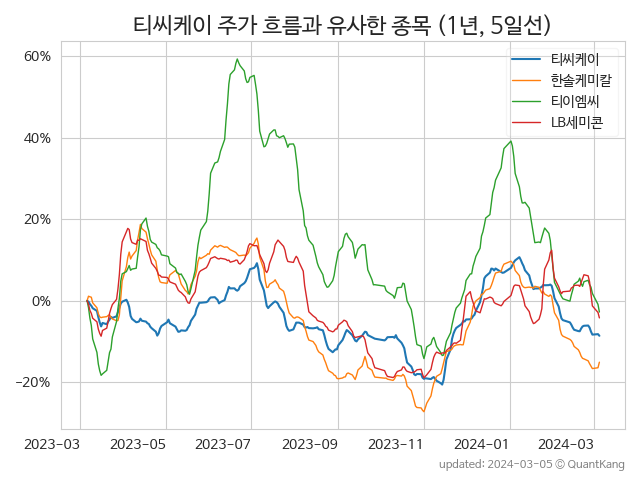 티씨케이 주가 흐름과 유사한 종목 (1년, 5일선)
티씨케이
한솔케미칼
티이엠씨
LB세미콘
60%
40%
20%
0%
−20%
2023-03 2023-05 2023-07 2023-09 2023-11 2024-01 2024-03
updated: 2024-03-05 © QuantKang